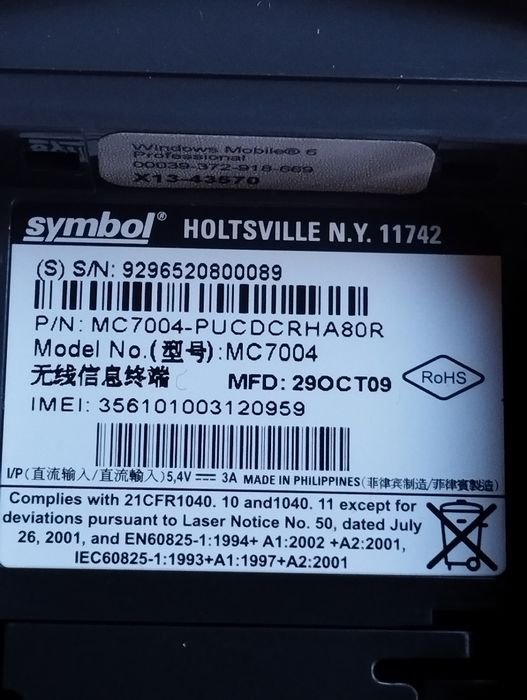 Windows Mobile® 6
Professional
00039-372-918-669
X13-43570
symbol® HOLTSVILLE N.Y. 11742
(S) S/N: 9296520800089
P/N: MC7004-PUCDCRHA80R
Model No.(型号):MC7004
无线信息终端 MFD: 29OCT09
RoHS
IMEI: 356101003120959
I/P(直流输入/直流輸入)5,4V⎓3A MADE IN PHILIPPINES(菲律宾制造/菲律賓製造)
Complies with 21CFR1040. 10 and1040. 11 except for
deviations pursuant to Laser Notice No. 50, dated July
26, 2001, and EN60825-1:1994+ A1:2002 +A2:2001,
IEC60825-1:1993+A1:1997+A2:2001